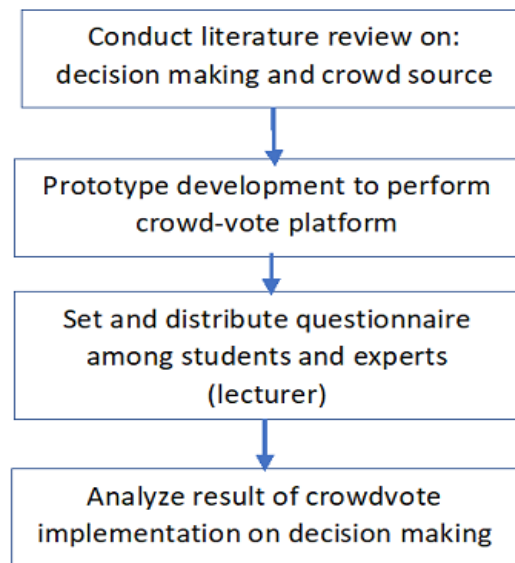 Conduct literature review on:
decision making and crowd source
Prototype development to perform
crowd-vote platform
Set and distribute questionnaire
among students and experts
(lecturer)
Analyze result of crowdvote
implementation on decision making